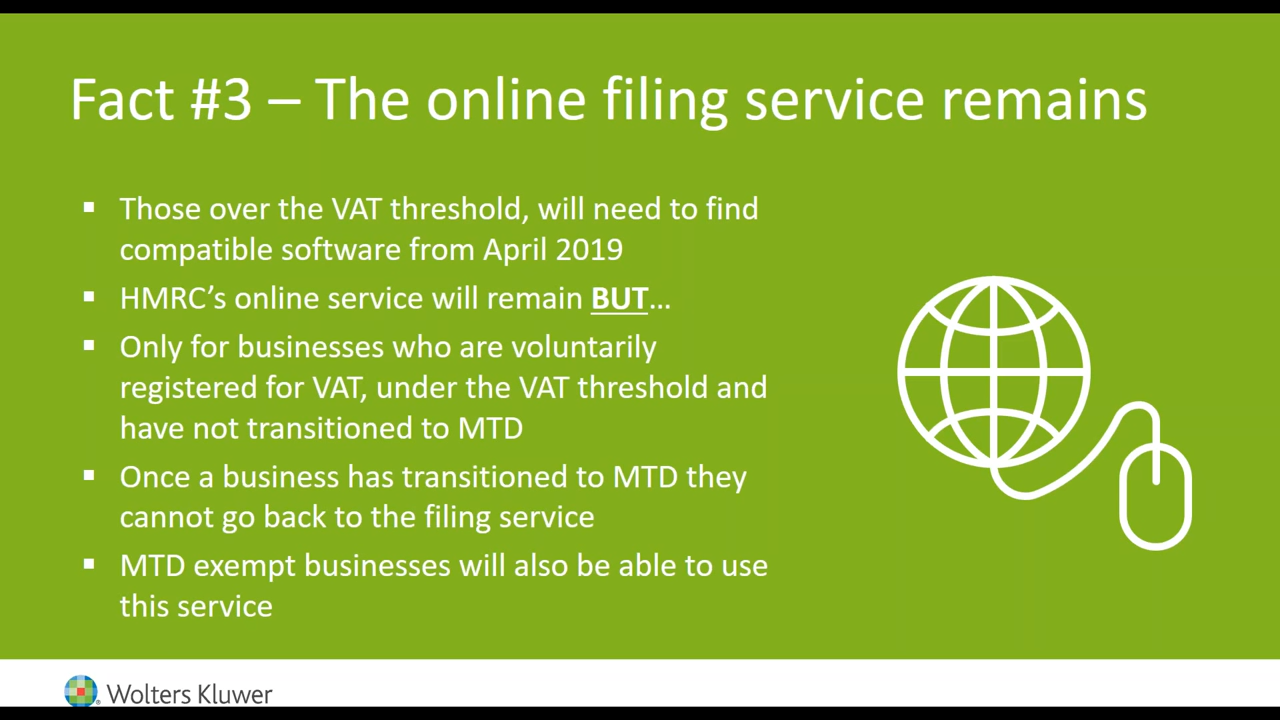 Fact #3 – The online filing service remains
▪ Those over the VAT threshold, will need to find
compatible software from April 2019
▪ HMRC’s online service will remain BUT…
▪ Only for businesses who are voluntarily
registered for VAT, under the VAT threshold and
have not transitioned to MTD
▪ Once a business has transitioned to MTD they
cannot go back to the filing service
▪ MTD exempt businesses will also be able to use
this service
Wolters Kluwer